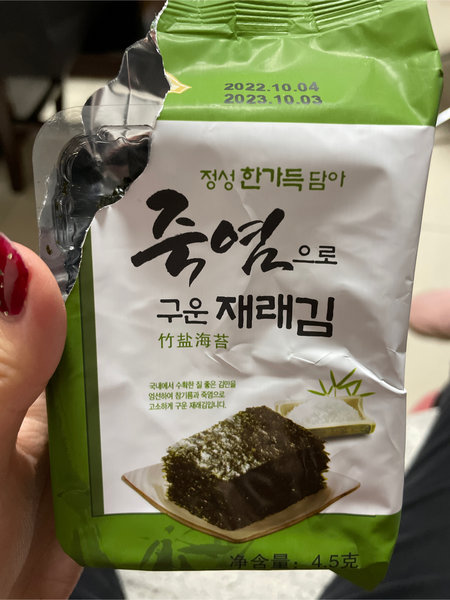 2022.10.04
2023.10.03
정성 한가득 담아
죽염으로
구운 재래김
竹盐海苔
국내에서 수확한 질 좋은 김만을
엄선하여 참기름과 죽염으로
고소하게 구운 재래김입니다.
净含量：4.5克